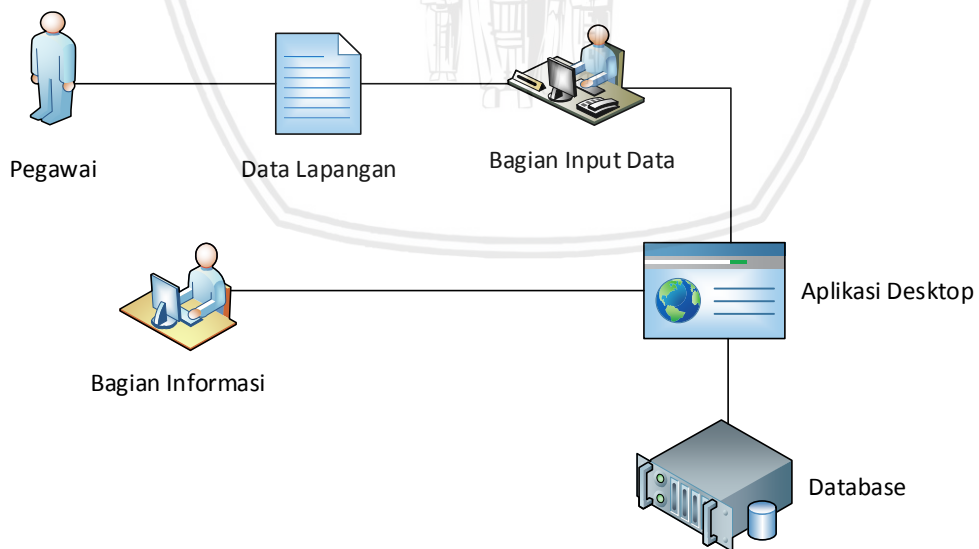 Pegawai
Data Lapangan
Bagian Input Data
Aplikasi Desktop
Bagian Informasi
Database